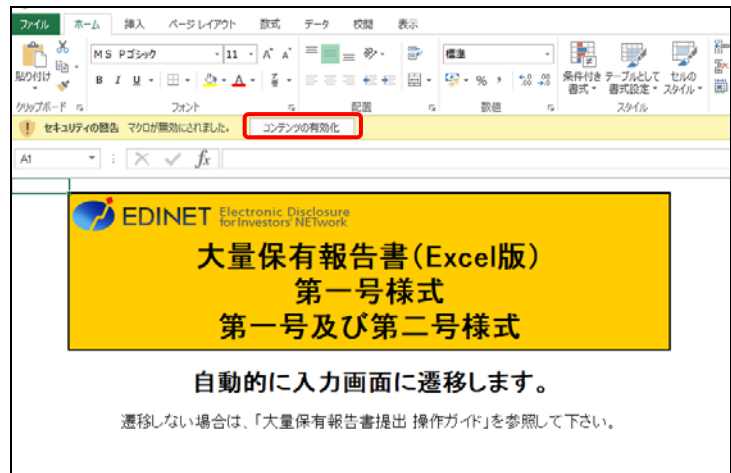 ファイル ホーム 挿入 ページ レイアウト 数式 データ 校閲 表示
MS Pゴシック 11 A A 標準
貼り付け B I U A % 条件付き書式 テーブルとして書式設定 セルのスタイル
クリップボード フォント 配置 数値 スタイル
セキュリティの警告 マクロが無効にされました。 コンテンツの有効化
A1 fx
EDINET Electronic Disclosure
for Investors' NETwork
大量保有報告書(Excel版)
第一号様式
第一号及び第二号様式
自動的に入力画面に遷移します。
遷移しない場合は、「大量保有報告書提出 操作ガイド」を参照して下さい。